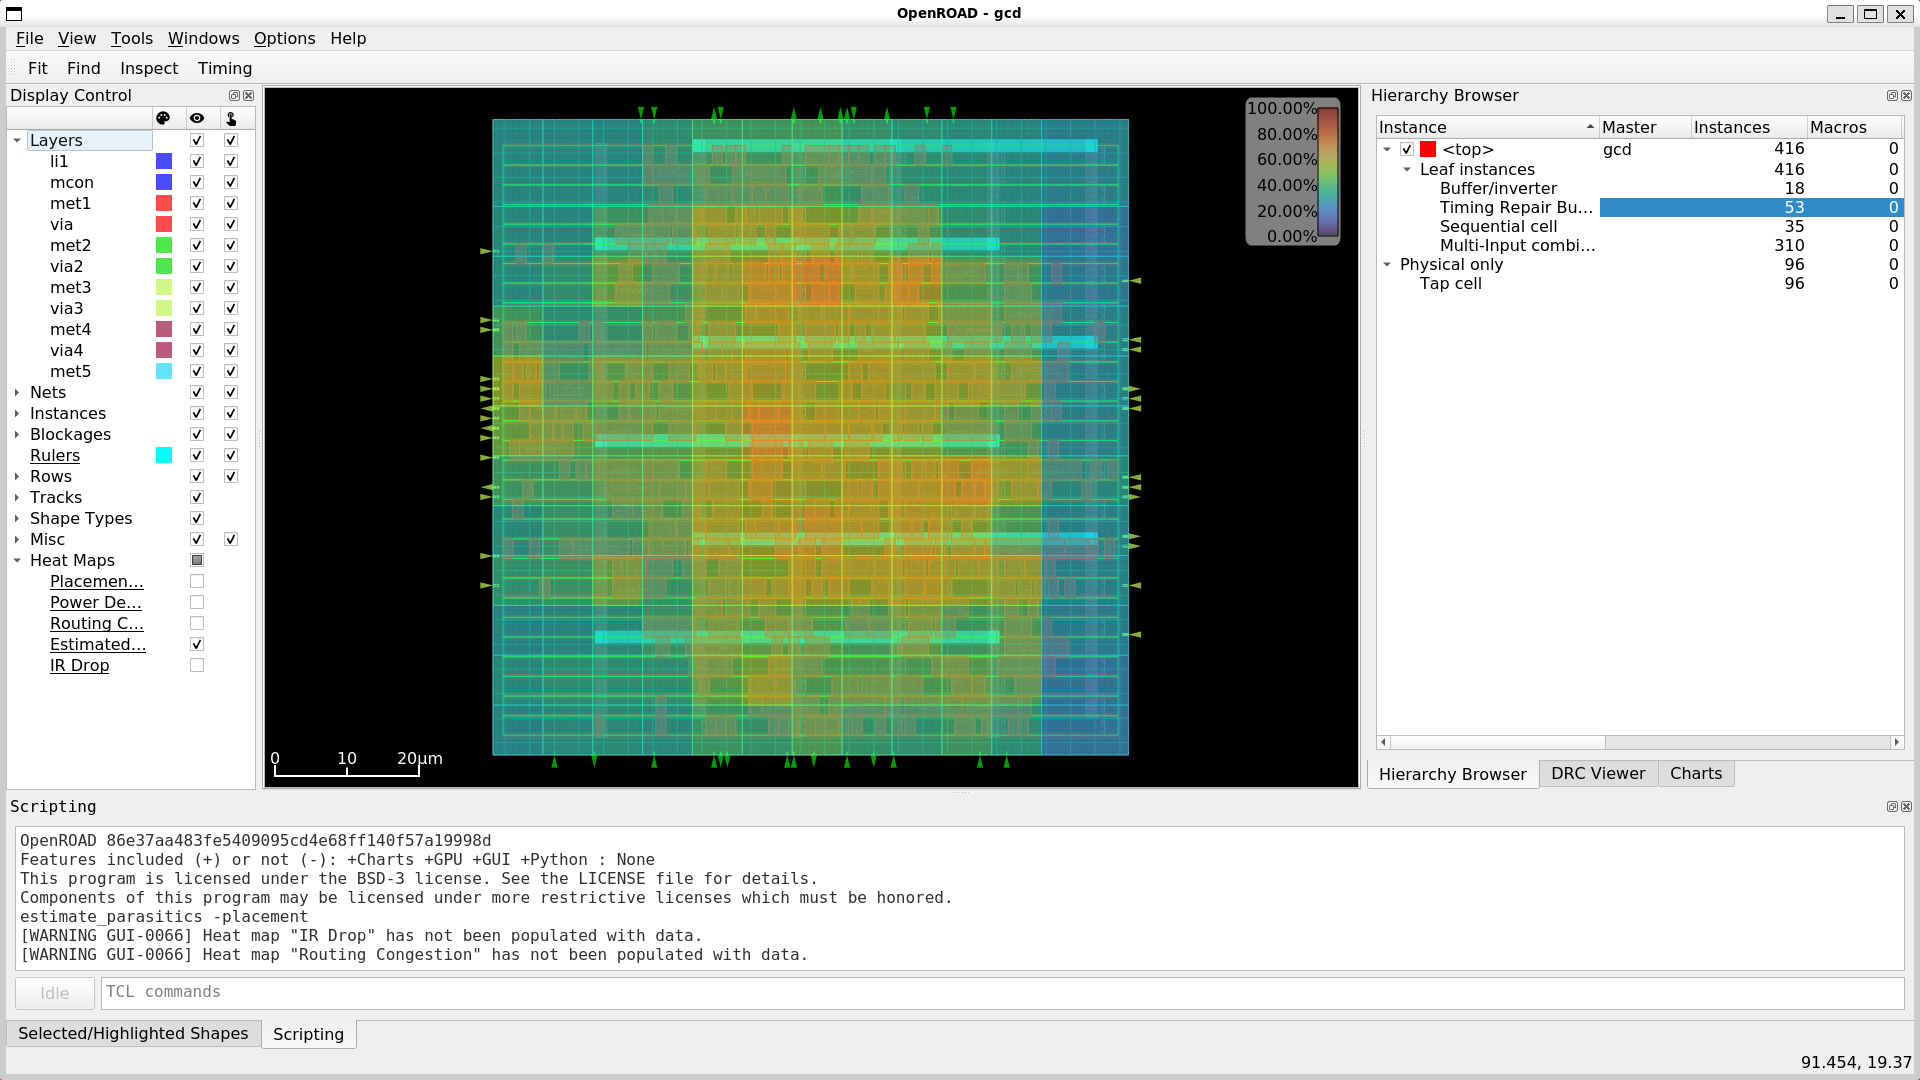 OpenROAD - gcd
File View Tools Windows Options Help
Fit Find Inspect Timing
Display Control
Layers
li1
mcon
met1
via
met2
via2
met3
via3
met4
via4
met5
Nets
Instances
Blockages
Rulers
Rows
Tracks
Shape Types
Misc
Heat Maps
Placemen...
Power De...
Routing C...
Estimated...
IR Drop
100.00%
80.00%
60.00%
40.00%
20.00%
0.00%
0 10 20μm
Hierarchy Browser
Instance Master Instances Macros
<top> gcd 416 0
Leaf instances 416 0
Buffer/inverter 18 0
Timing Repair Bu... 53 0
Sequential cell 35 0
Multi-Input combi... 310 0
Physical only 96 0
Tap cell 96 0
Hierarchy Browser DRC Viewer Charts
Scripting
OpenROAD 86e37aa483fe5409095cd4e68ff140f57a19998d
Features included (+) or not (-): +Charts +GPU +GUI +Python : None
This program is licensed under the BSD-3 license. See the LICENSE file for details.
Components of this program may be licensed under more restrictive licenses which must be honored.
estimate_parasitics -placement
[WARNING GUI-0066] Heat map "IR Drop" has not been populated with data.
[WARNING GUI-0066] Heat map "Routing Congestion" has not been populated with data.
Idle TCL commands
Selected/Highlighted Shapes Scripting
91.454, 19.37